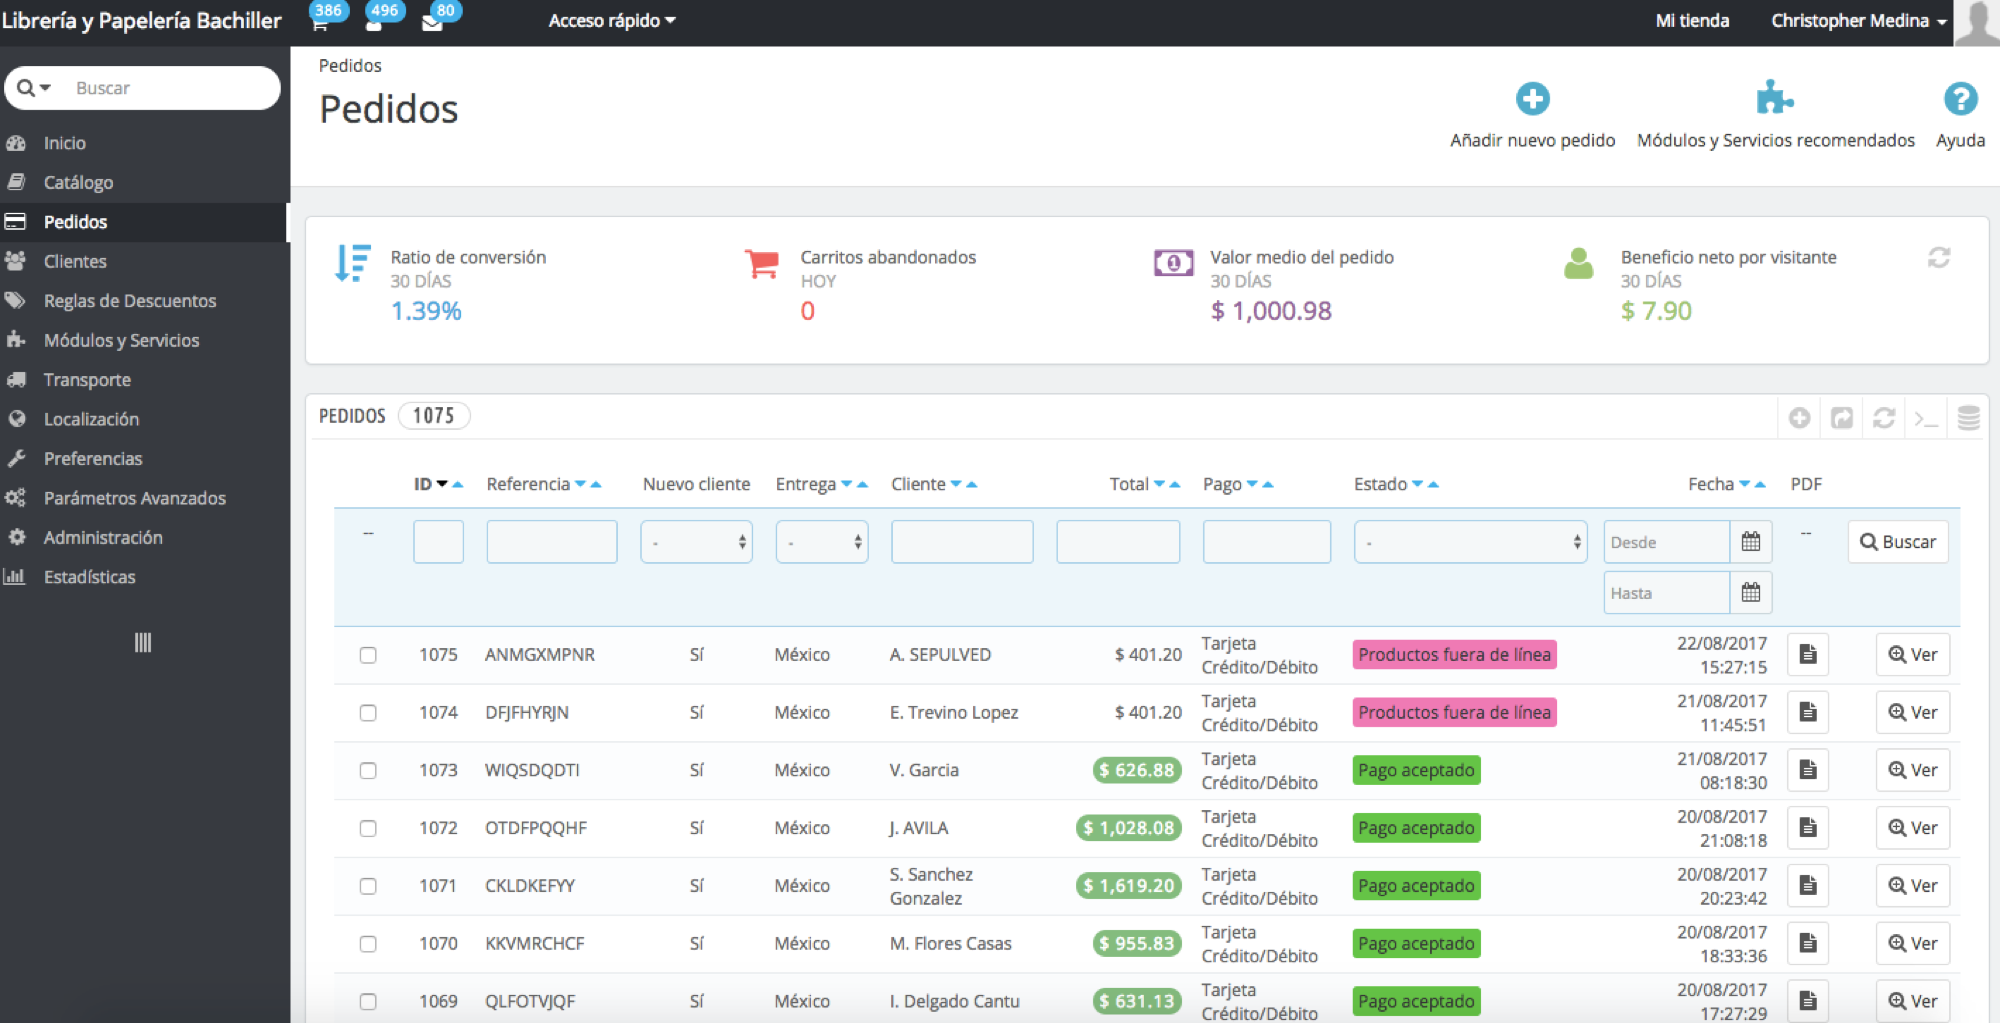 Librería y Papelería Bachiller
386
496
80
Acceso rápido
Mi tienda
Christopher Medina
Buscar
Inicio
Catálogo
Pedidos
Clientes
Reglas de Descuentos
Módulos y Servicios
Transporte
Localización
Preferencias
Parámetros Avanzados
Administración
Estadísticas
Pedidos
Pedidos
Añadir nuevo pedido
Módulos y Servicios recomendados
Ayuda
Ratio de conversión
30 DÍAS
1.39%
Carritos abandonados
HOY
0
Valor medio del pedido
30 DÍAS
$ 1,000.98
Beneficio neto por visitante
30 DÍAS
$ 7.90
PEDIDOS 1075
ID Referencia Nuevo cliente Entrega Cliente Total Pago Estado Fecha PDF
-- - - - Desde -- Buscar
Hasta
1075 ANMGXMPNR Sí México A. SEPULVED $ 401.20 Tarjeta Crédito/Débito Productos fuera de línea 22/08/2017 15:27:15 Ver
1074 DFJFHYRJN Sí México E. Trevino Lopez $ 401.20 Tarjeta Crédito/Débito Productos fuera de línea 21/08/2017 11:45:51 Ver
1073 WIQSDQDTI Sí México V. Garcia $ 626.88 Tarjeta Crédito/Débito Pago aceptado 21/08/2017 08:18:30 Ver
1072 OTDFPQQHF Sí México J. AVILA $ 1,028.08 Tarjeta Crédito/Débito Pago aceptado 20/08/2017 21:08:18 Ver
1071 CKLDKEFYY Sí México S. Sanchez Gonzalez $ 1,619.20 Tarjeta Crédito/Débito Pago aceptado 20/08/2017 20:23:42 Ver
1070 KKVMRCHCF Sí México M. Flores Casas $ 955.83 Tarjeta Crédito/Débito Pago aceptado 20/08/2017 18:33:36 Ver
1069 QLFOTVJQF Sí México I. Delgado Cantu $ 631.13 Tarjeta Crédito/Débito Pago aceptado 20/08/2017 17:27:29 Ver